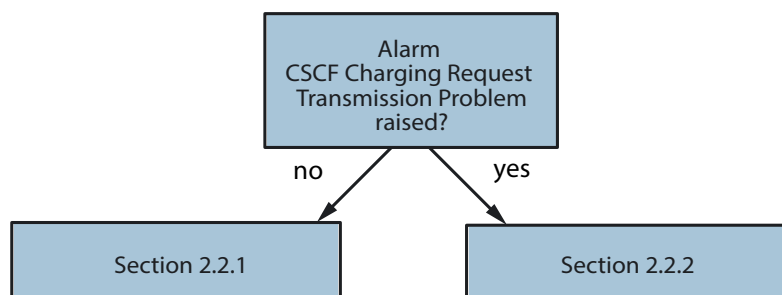 Alarm
CSCF Charging Request
Transmission Problem
raised?
no
yes
Section 2.2.1
Section 2.2.2